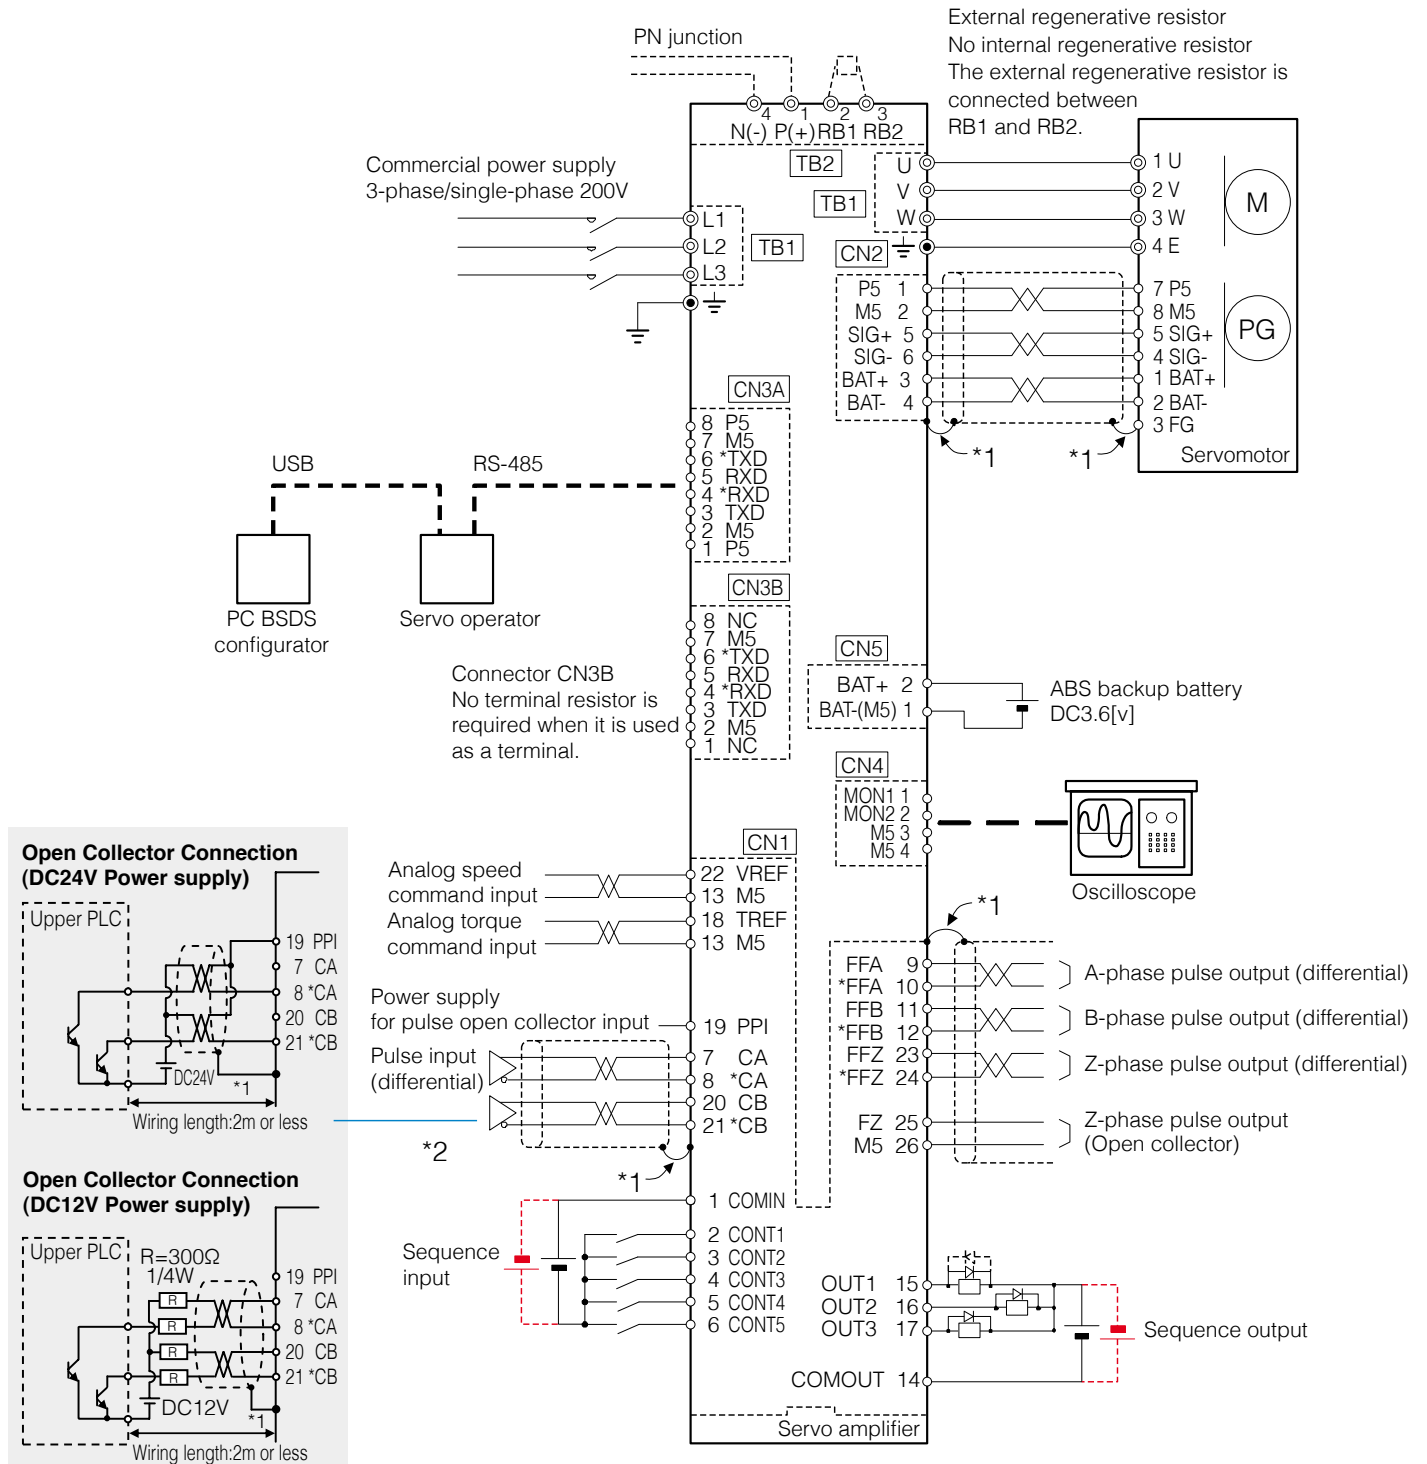 PN junction
External regenerative resistor
No internal regenerative resistor
The external regenerative resistor is
connected between
RB1 and RB2.
4 1 2 3
N(-) P(+) RB1 RB2
TB2
Commercial power supply
3-phase/single-phase 200V
L1
L2
L3
TB1
U
V
W
TB1
1 U
2 V
3 W
4 E
M
CN2
P5 1
M5 2
SIG+ 5
SIG- 6
BAT+ 3
BAT- 4
7 P5
8 M5
5 SIG+
4 SIG-
1 BAT+
2 BAT-
3 FG
PG
*1
*1
Servomotor
CN3A
8 P5
7 M5
6 *TXD
5 RXD
4 *RXD
3 TXD
2 M5
1 P5
USB
RS-485
PC BSDS
configurator
Servo operator
CN3B
8 NC
7 M5
6 *TXD
5 RXD
4 *RXD
3 TXD
2 M5
1 NC
Connector CN3B
No terminal resistor is
required when it is used
as a terminal.
CN5
BAT+ 2
BAT-(M5) 1
ABS backup battery
DC3.6[v]
CN4
MON1 1
MON2 2
M5 3
M5 4
Oscilloscope
CN1
Analog speed
command input
Analog torque
command input
22 VREF
13 M5
18 TREF
13 M5
Power supply
for pulse open collector input
19 PPI
Pulse input
(differential)
7 CA
8 *CA
20 CB
21 *CB
*2
*1
Sequence
input
1 COMIN
2 CONT1
3 CONT2
4 CONT3
5 CONT4
6 CONT5
*1
FFA 9
*FFA 10
FFB 11
*FFB 12
FFZ 23
*FFZ 24
FZ 25
M5 26
A-phase pulse output (differential)
B-phase pulse output (differential)
Z-phase pulse output (differential)
Z-phase pulse output
(Open collector)
OUT1 15
OUT2 16
OUT3 17
COMOUT 14
Sequence output
Servo amplifier
Open Collector Connection
(DC24V Power supply)
Upper PLC
19 PPI
7 CA
8 *CA
20 CB
21 *CB
DC24V
*1
Wiring length:2m or less
Open Collector Connection
(DC12V Power supply)
Upper PLC
R=300Ω
1/4W
R
R
R
R
19 PPI
7 CA
8 *CA
20 CB
21 *CB
DC12V
*1
Wiring length:2m or less